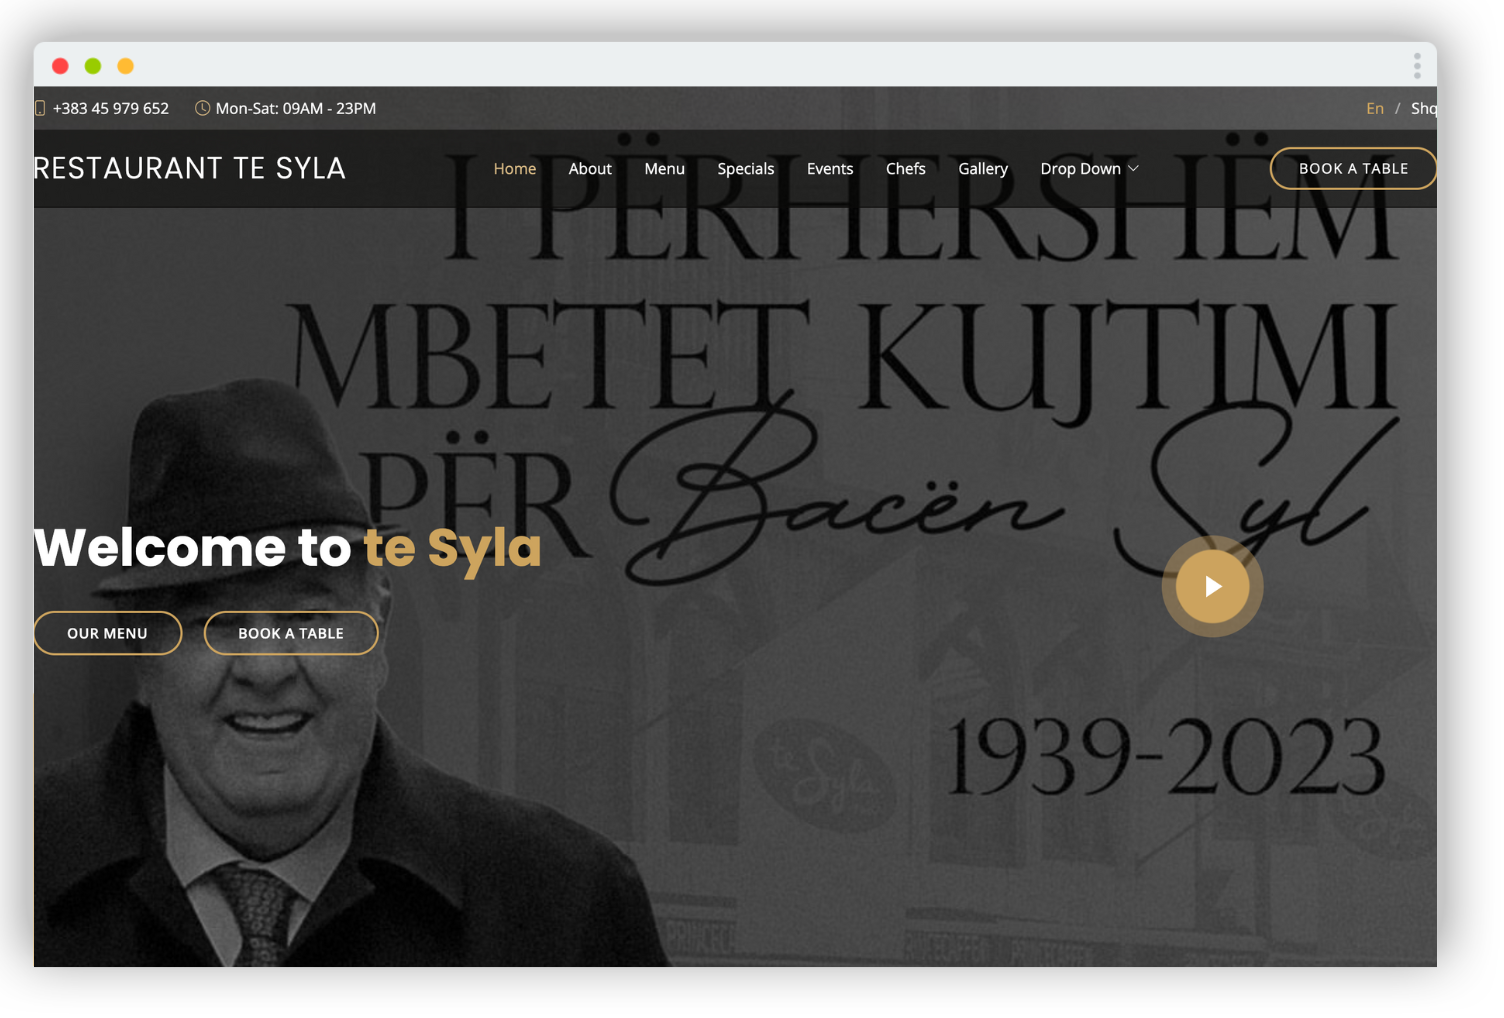 +383 45 979 652 Mon-Sat: 09AM - 23PM En / Shq
RESTAURANT TE SYLA Home About Menu Specials Events Chefs Gallery Drop Down BOOK A TABLE
I PËRHERSHËM
MBETET KUJTIMI
PËR Bacën Syl
Welcome to te Syla
OUR MENU BOOK A TABLE
1939-2023
te Syla